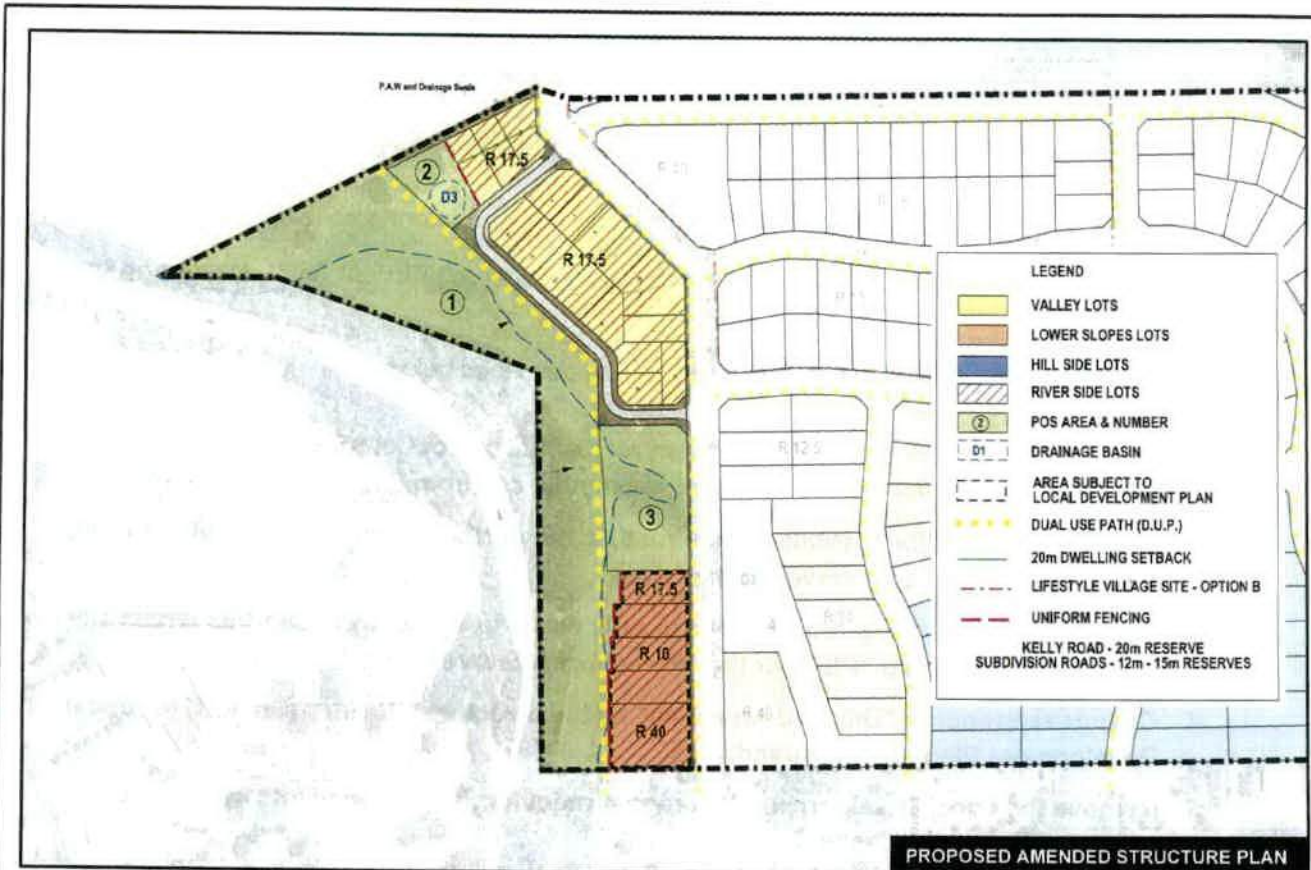 P.A.W and Drainage Swale
R 17.5
2
D3
R 17.5
1
3
R 17.5
R 10
R 40
R 12.5
R 40
LEGEND
VALLEY LOTS
LOWER SLOPES LOTS
HILL SIDE LOTS
RIVER SIDE LOTS
2 POS AREA & NUMBER
D1 DRAINAGE BASIN
AREA SUBJECT TO
LOCAL DEVELOPMENT PLAN
DUAL USE PATH (D.U.P.)
20m DWELLING SETBACK
LIFESTYLE VILLAGE SITE - OPTION B
UNIFORM FENCING
KELLY ROAD - 20m RESERVE
SUBDIVISION ROADS - 12m - 15m RESERVES
PROPOSED AMENDED STRUCTURE PLAN